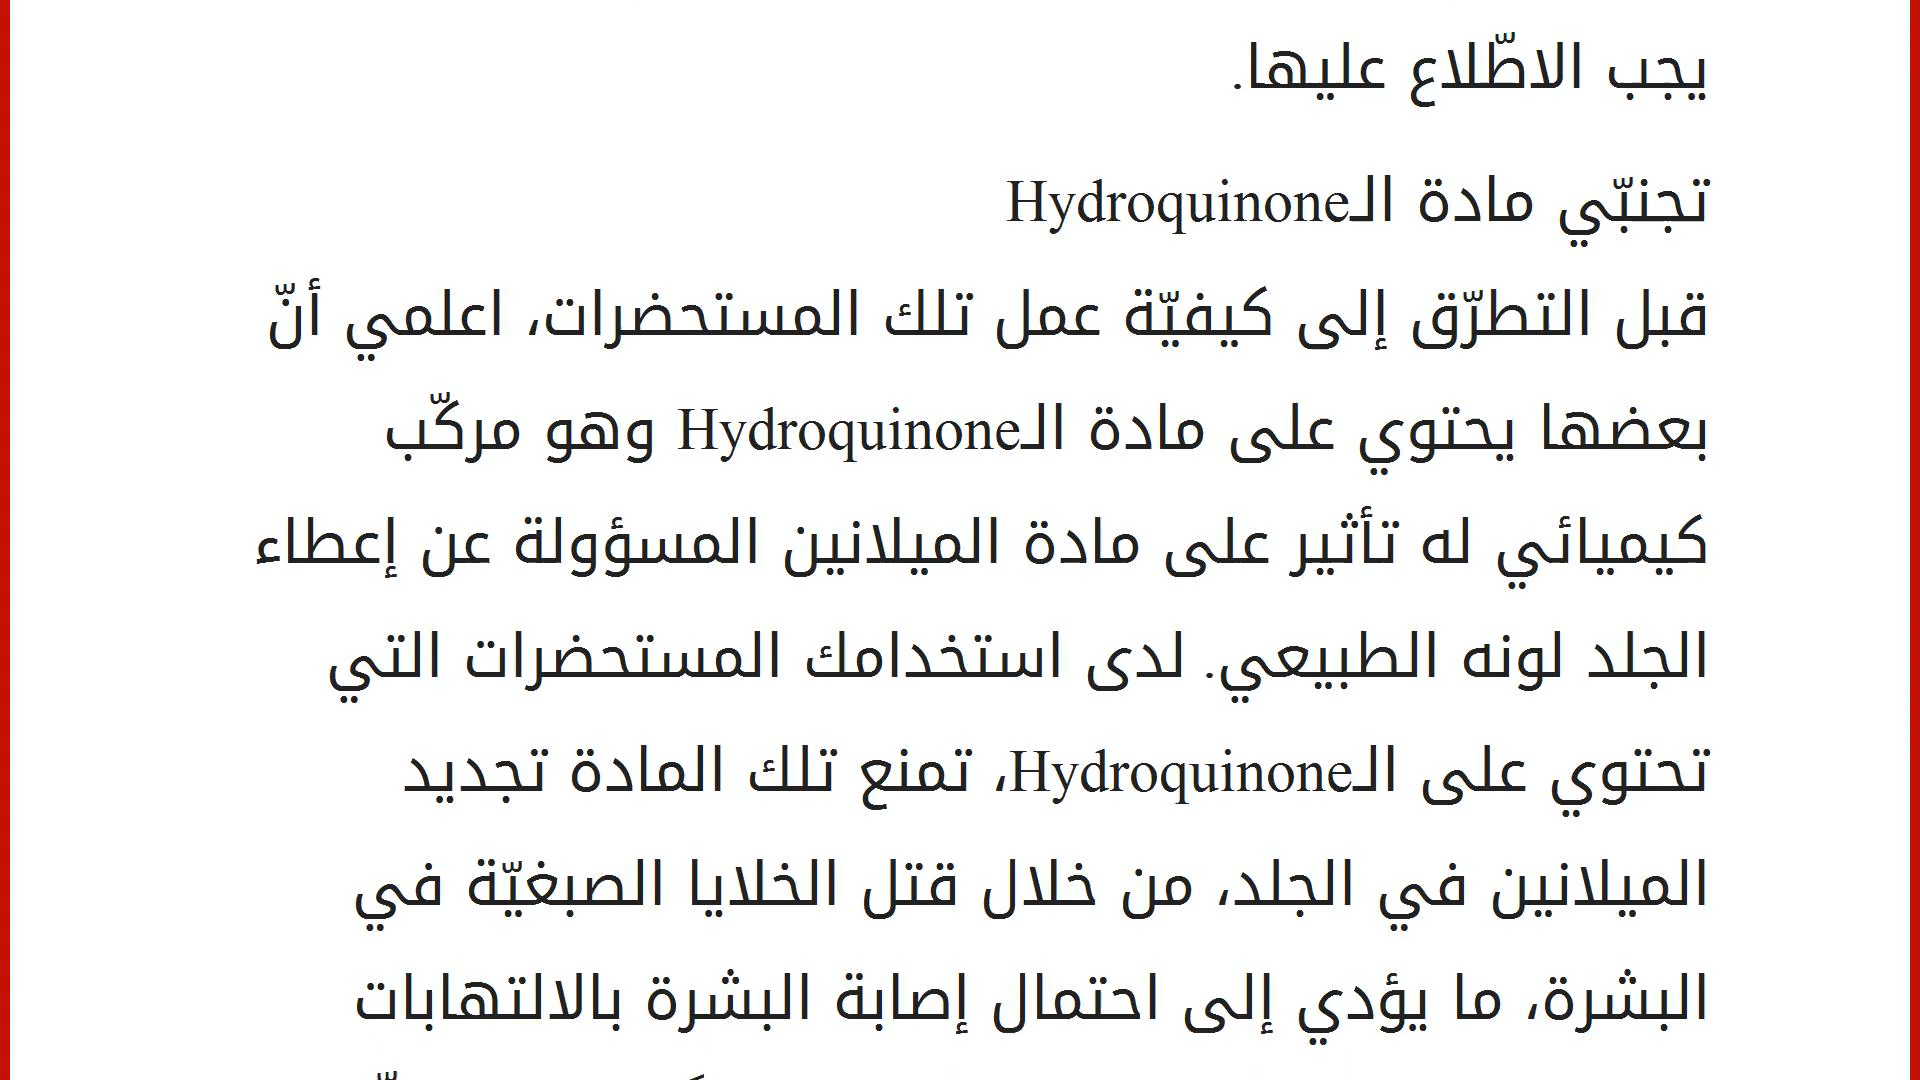 يجب الاطّلاع عليها.
تجنبّي مادة الـHydroquinone
قبل التطرّق إلى كيفيّة عمل تلك المستحضرات، اعلمي أنّ
بعضها يحتوي على مادة الـHydroquinone وهو مركّب
كيميائي له تأثير على مادة الميلانين المسؤولة عن إعطاء
الجلد لونه الطبيعي. لدى استخدامك المستحضرات التي
تحتوي على الـHydroquinone، تمنع تلك المادة تجديد
الميلانين في الجلد، من خلال قتل الخلايا الصبغيّة في
البشرة، ما يؤدي إلى احتمال إصابة البشرة بالالتهابات